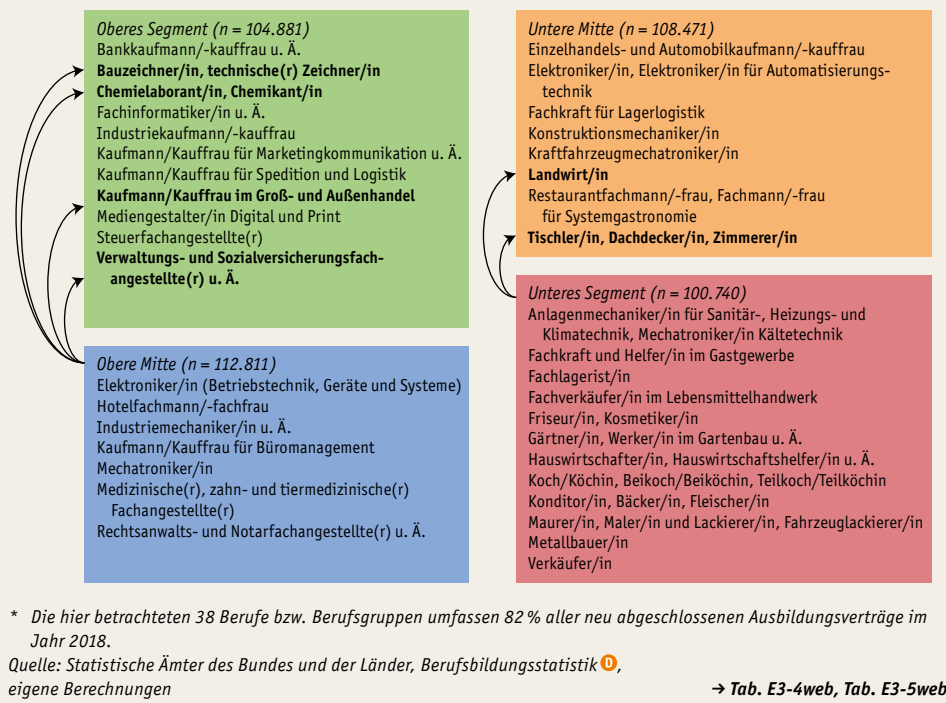 Oberes Segment (n = 104.881)
Bankkaufmann/-kauffrau u. Ä.
Bauzeichner/in, technische(r) Zeichner/in
Chemielaborant/in, Chemikant/in
Fachinformatiker/in u. Ä.
Industriekaufmann/-kauffrau
Kaufmann/Kauffrau für Marketingkommunikation u. Ä.
Kaufmann/Kauffrau für Spedition und Logistik
Kaufmann/Kauffrau im Groß- und Außenhandel
Mediengestalter/in Digital und Print
Steuerfachangestellte(r)
Verwaltungs- und Sozialversicherungsfach-
angestellte(r) u. Ä.
Obere Mitte (n = 112.811)
Elektroniker/in (Betriebstechnik, Geräte und Systeme)
Hotelfachmann/-fachfrau
Industriemechaniker/in u. Ä.
Kaufmann/Kauffrau für Büromanagement
Mechatroniker/in
Medizinische(r), zahn- und tiermedizinische(r)
Fachangestellte(r)
Rechtsanwalts- und Notarfachangestellte(r) u. Ä.
Untere Mitte (n = 108.471)
Einzelhandels- und Automobilkaufmann/-kauffrau
Elektroniker/in, Elektroniker/in für Automatisierungs-
technik
Fachkraft für Lagerlogistik
Konstruktionsmechaniker/in
Kraftfahrzeugmechatroniker/in
Landwirt/in
Restaurantfachmann/-frau, Fachmann/-frau
für Systemgastronomie
Tischler/in, Dachdecker/in, Zimmerer/in
Unteres Segment (n = 100.740)
Anlagenmechaniker/in für Sanitär-, Heizungs- und
Klimatechnik, Mechatroniker/in Kältetechnik
Fachkraft und Helfer/in im Gastgewerbe
Fachlagerist/in
Fachverkäufer/in im Lebensmittelhandwerk
Friseur/in, Kosmetiker/in
Gärtner/in, Werker/in im Gartenbau u. Ä.
Hauswirtschafter/in, Hauswirtschaftshelfer/in u. Ä.
Koch/Köchin, Beikoch/Beiköchin, Teilkoch/Teilköchin
Konditor/in, Bäcker/in, Fleischer/in
Maurer/in, Maler/in und Lackierer/in, Fahrzeuglackierer/in
Metallbauer/in
Verkäufer/in
* Die hier betrachteten 38 Berufe bzw. Berufsgruppen umfassen 82 % aller neu abgeschlossenen Ausbildungsverträge im
Jahr 2018.
Quelle: Statistische Ämter des Bundes und der Länder, Berufsbildungsstatistik D,
eigene Berechnungen
→ Tab. E3-4web, Tab. E3-5web